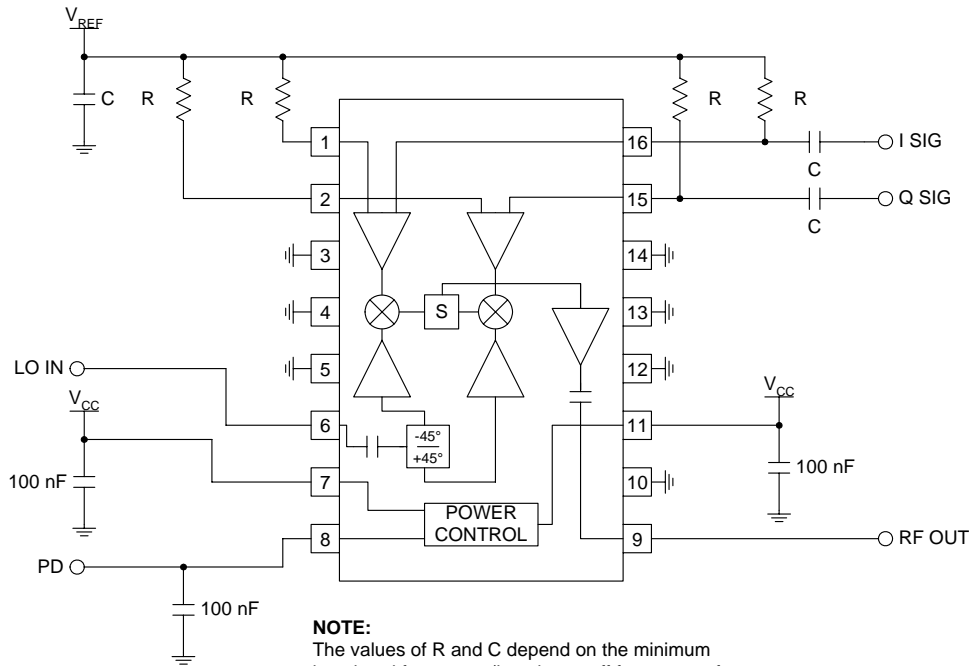 VREF
C R R R R
1 16 I SIG
C
2 15 Q SIG
C
3 14
4 S 13
LO IN 5 12
VCC VCC
6 -45° 11
+45°
100 nF 7 10 100 nF
POWER
CONTROL
8 9 RF OUT
PD
100 nF
NOTE:
The values of R and C depend on the minimum